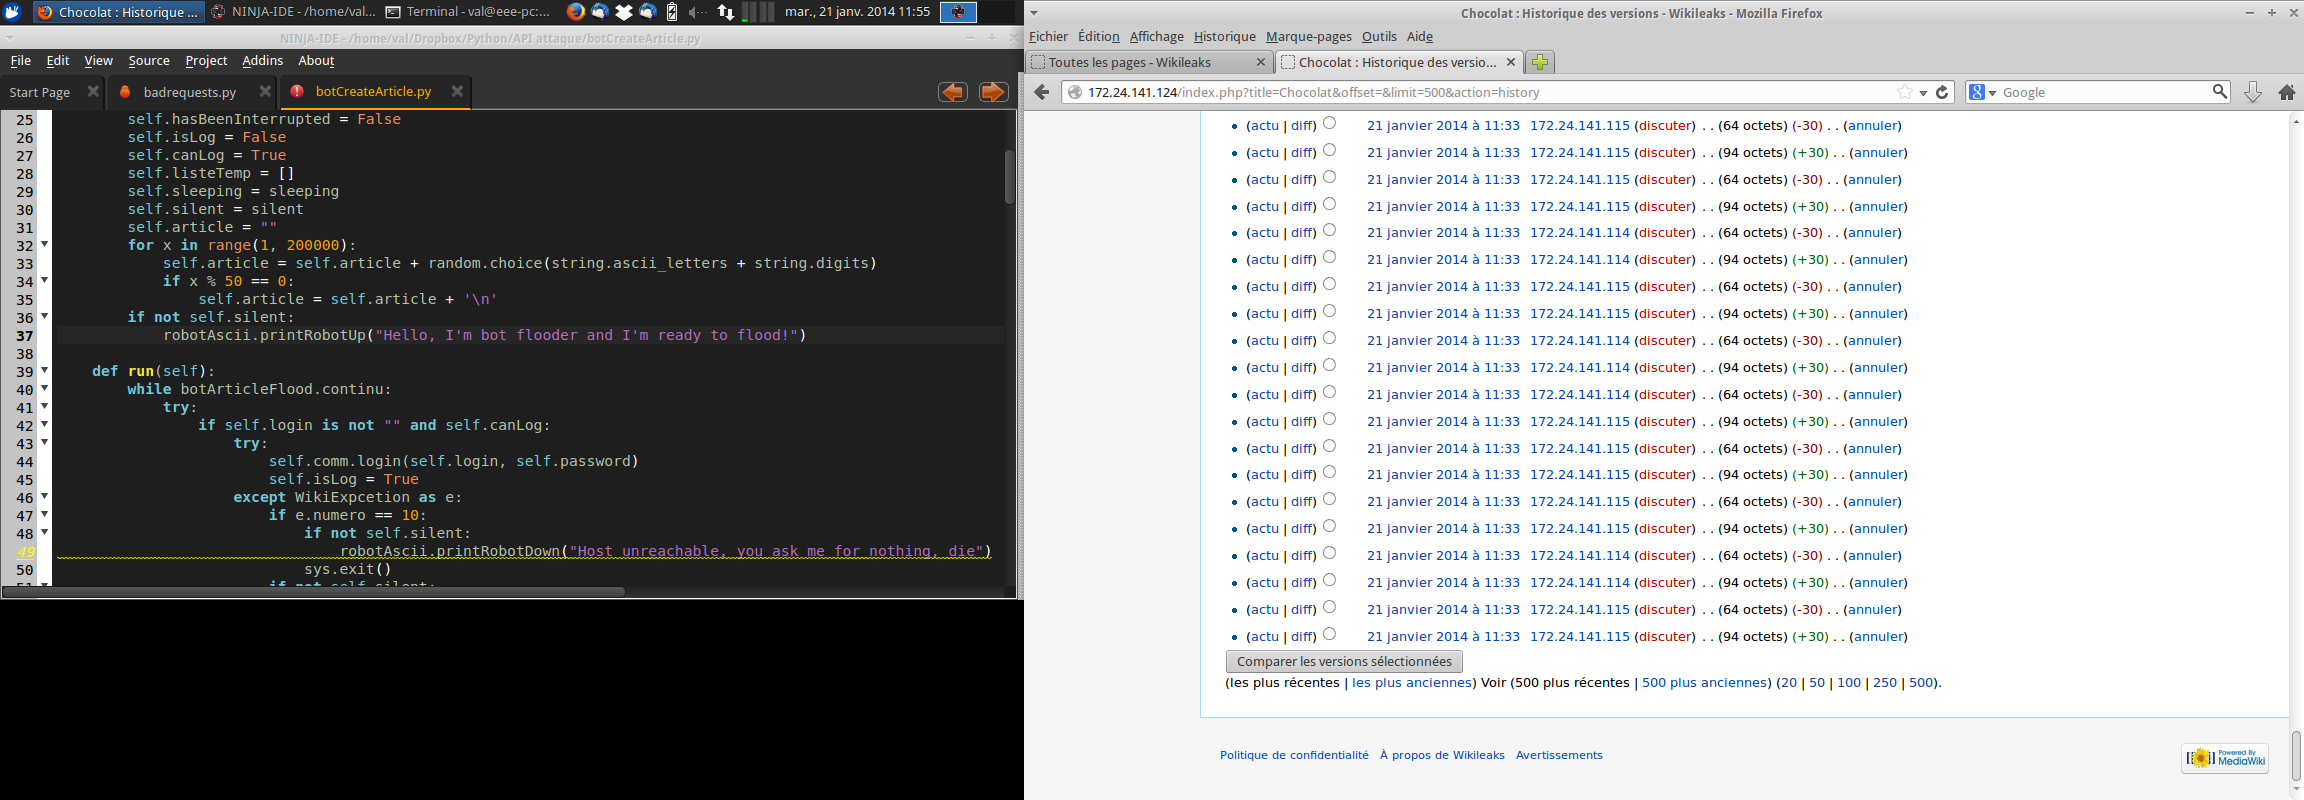 Chocolat : Historique ...
NINJA-IDE - /home/val...
Terminal - val@eee-pc:...
mar., 21 janv. 2014 11:55
NINJA-IDE - /home/val/Dropbox/Python/API attaque/botCreateArticle.py
File Edit View Source Project Addins About
Start Page badrequests.py botCreateArticle.py
25 self.hasBeenInterrupted = False
26 self.isLog = False
27 self.canLog = True
28 self.listeTemp = []
29 self.sleeping = sleeping
30 self.silent = silent
31 self.article = ""
32 for x in range(1, 200000):
33 self.article = self.article + random.choice(string.ascii_letters + string.digits)
34 if x % 50 == 0:
35 self.article = self.article + '\n'
36 if not self.silent:
37 robotAscii.printRobotUp("Hello, I'm bot flooder and I'm ready to flood!")
38
39 def run(self):
40 while botArticleFlood.continu:
41 try:
42 if self.login is not "" and self.canLog:
43 try:
44 self.comm.login(self.login, self.password)
45 self.isLog = True
46 except WikiExpcetion as e:
47 if e.numero == 10:
48 if not self.silent:
49 robotAscii.printRobotDown("Host unreachable, you ask me for nothing, die")
50 sys.exit()
51 if not self.silent:
Chocolat : Historique des versions - Wikileaks - Mozilla Firefox
Fichier Édition Affichage Historique Marque-pages Outils Aide
Toutes les pages - Wikileaks
Chocolat : Historique des versio...
172.24.141.124/index.php?title=Chocolat&offset=&limit=500&action=history
Google
(actu | diff) 21 janvier 2014 à 11:33 172.24.141.115 (discuter) . . (64 octets) (-30) . . (annuler)
(actu | diff) 21 janvier 2014 à 11:33 172.24.141.115 (discuter) . . (94 octets) (+30) . . (annuler)
(actu | diff) 21 janvier 2014 à 11:33 172.24.141.115 (discuter) . . (64 octets) (-30) . . (annuler)
(actu | diff) 21 janvier 2014 à 11:33 172.24.141.115 (discuter) . . (94 octets) (+30) . . (annuler)
(actu | diff) 21 janvier 2014 à 11:33 172.24.141.114 (discuter) . . (64 octets) (-30) . . (annuler)
(actu | diff) 21 janvier 2014 à 11:33 172.24.141.114 (discuter) . . (94 octets) (+30) . . (annuler)
(actu | diff) 21 janvier 2014 à 11:33 172.24.141.115 (discuter) . . (64 octets) (-30) . . (annuler)
(actu | diff) 21 janvier 2014 à 11:33 172.24.141.115 (discuter) . . (94 octets) (+30) . . (annuler)
(actu | diff) 21 janvier 2014 à 11:33 172.24.141.114 (discuter) . . (64 octets) (-30) . . (annuler)
(actu | diff) 21 janvier 2014 à 11:33 172.24.141.114 (discuter) . . (94 octets) (+30) . . (annuler)
(actu | diff) 21 janvier 2014 à 11:33 172.24.141.114 (discuter) . . (64 octets) (-30) . . (annuler)
(actu | diff) 21 janvier 2014 à 11:33 172.24.141.115 (discuter) . . (94 octets) (+30) . . (annuler)
(actu | diff) 21 janvier 2014 à 11:33 172.24.141.115 (discuter) . . (64 octets) (-30) . . (annuler)
(actu | diff) 21 janvier 2014 à 11:33 172.24.141.115 (discuter) . . (94 octets) (+30) . . (annuler)
(actu | diff) 21 janvier 2014 à 11:33 172.24.141.115 (discuter) . . (64 octets) (-30) . . (annuler)
(actu | diff) 21 janvier 2014 à 11:33 172.24.141.115 (discuter) . . (94 octets) (+30) . . (annuler)
(actu | diff) 21 janvier 2014 à 11:33 172.24.141.114 (discuter) . . (64 octets) (-30) . . (annuler)
(actu | diff) 21 janvier 2014 à 11:33 172.24.141.114 (discuter) . . (94 octets) (+30) . . (annuler)
(actu | diff) 21 janvier 2014 à 11:33 172.24.141.115 (discuter) . . (64 octets) (-30) . . (annuler)
(actu | diff) 21 janvier 2014 à 11:33 172.24.141.115 (discuter) . . (94 octets) (+30) . . (annuler)
Comparer les versions sélectionnées
(les plus récentes | les plus anciennes) Voir (500 plus récentes | 500 plus anciennes) (20 | 50 | 100 | 250 | 500).
Politique de confidentialité À propos de Wikileaks Avertissements
Powered By
MediaWiki